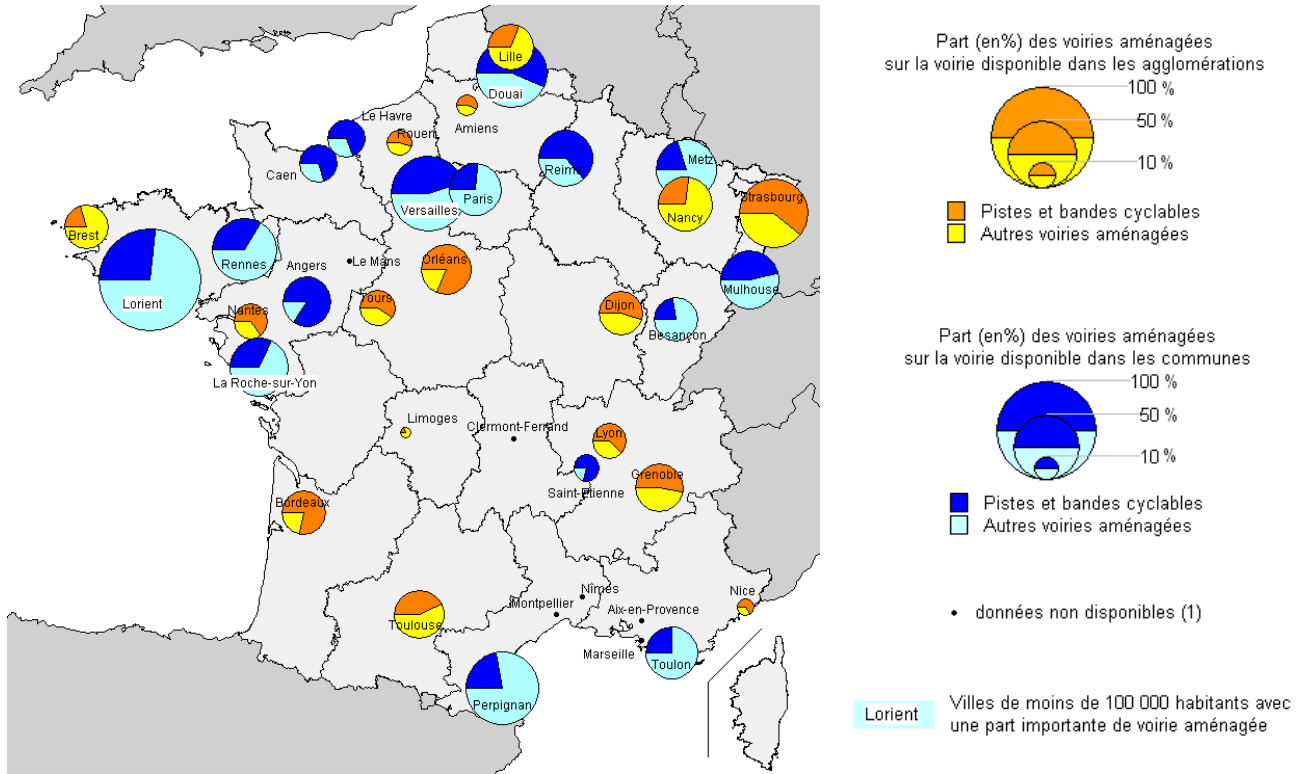 Lille
Douai
Le Havre
Rouen
Amiens
Caen
Reims
Metz
Versailles
Paris
Nancy
Strasbourg
Brest
Rennes
Angers
Le Mans
Orléans
Lorient
Mulhouse
Nantes
Tours
Dijon
Besançon
La Roche-sur-Yon
Limoges
Clermont-Ferrand
Lyon
Saint-Etienne
Grenoble
Bordeaux
Nîmes
Nice
Montpellier
Aix-en-Provence
Toulouse
Marseille
Toulon
Perpignan
Part (en%) des voiries aménagées
sur la voirie disponible dans les agglomérations
100 %
50 %
10 %
Pistes et bandes cyclables
Autres voiries aménagées
Part (en%) des voiries aménagées
sur la voirie disponible dans les communes
100 %
50 %
10 %
Pistes et bandes cyclables
Autres voiries aménagées
données non disponibles (1)
Lorient
Villes de moins de 100 000 habitants avec
une part importante de voirie aménagée